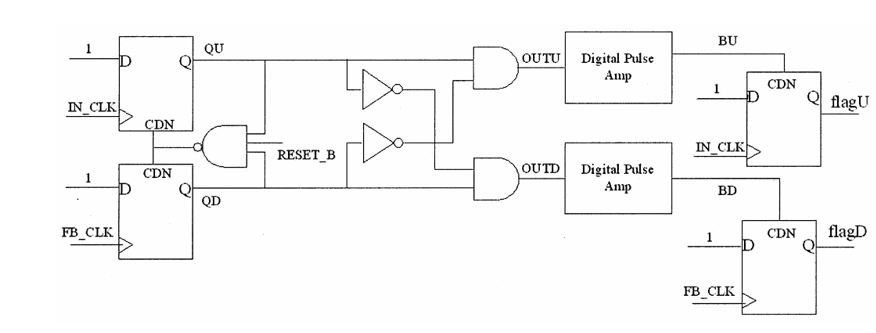 1
D
Q
QU
IN_CLK
CDN
RESET_B
CDN
1
D
Q
QD
FB_CLK
OUTU
Digital Pulse
Amp
BU
CDN
1
D
Q
flagU
IN_CLK
OUTD
Digital Pulse
Amp
BD
CDN
1
D
Q
flagD
FB_CLK